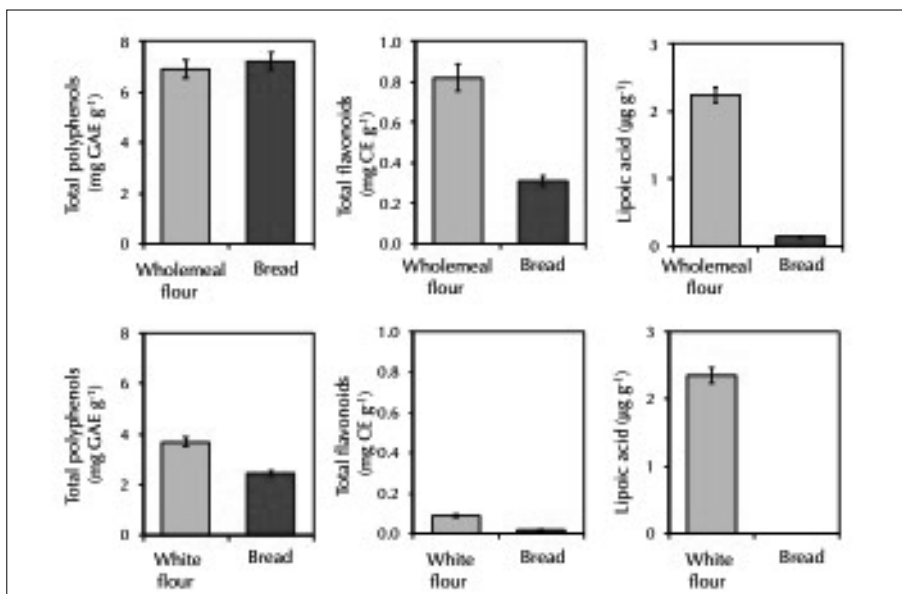 Total polyphenols
(mg GAE g⁻¹)
8
6
4
2
0
Wholemeal
flour
Bread
Total flavonoids
(mg CE g⁻¹)
1.0
0.8
0.6
0.4
0.2
0.0
Wholemeal
flour
Bread
Lipoic acid (µg g⁻¹)
3
2
1
0
Wholemeal
flour
Bread
Total polyphenols
(mg GAE g⁻¹)
8
6
4
2
0
White
flour
Bread
Total flavonoids
(mg CE g⁻¹)
1.0
0.8
0.6
0.4
0.2
0.0
White
flour
Bread
Lipoic acid (µg g⁻¹)
3
2
1
0
White
flour
Bread